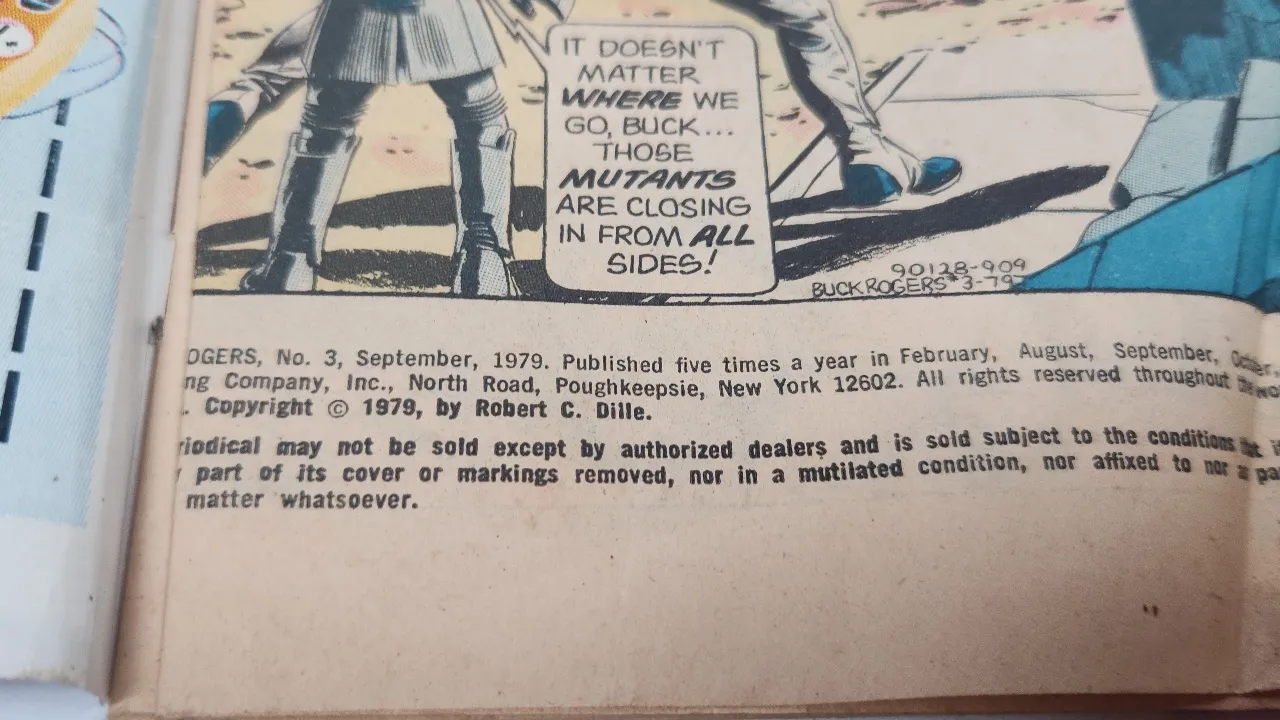 IT DOESN'T
MATTER
WHERE WE
GO, BUCK...
THOSE
MUTANTS
ARE CLOSING
IN FROM ALL
SIDES!
90128-909
BUCK ROGERS #3-79
OGERS, No. 3, September, 1979. Published five times a year in February, August, September, October,
ng Company, Inc., North Road, Poughkeepsie, New York 12602. All rights reserved throughout the
. Copyright © 1979, by Robert C. Dille.
riodical may not be sold except by authorized dealers and is sold subject to the conditions that
part of its cover or markings removed, nor in a mutilated condition, nor affixed to nor a
matter whatsoever.